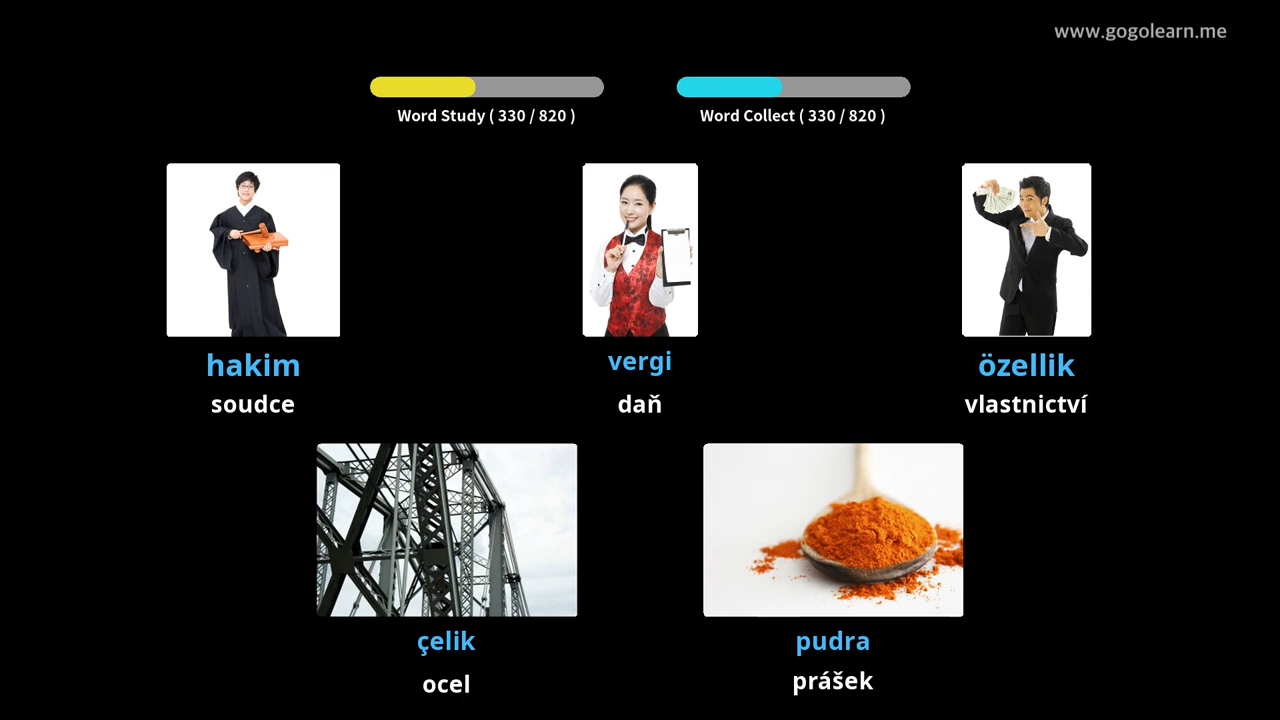 www.gogolearn.me
Word Study ( 330 / 820 )
Word Collect ( 330 / 820 )
hakim
soudce
vergi
daň
özellik
vlastnictví
çelik
ocel
pudra
prášek